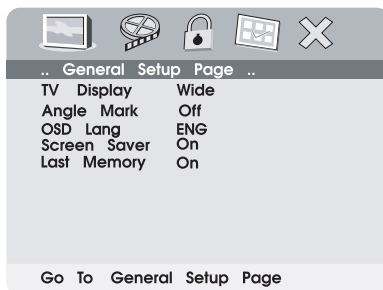 .. General Setup Page ..
TV Display Wide
Angle Mark Off
OSD Lang ENG
Screen Saver On
Last Memory On
Go To General Setup Page